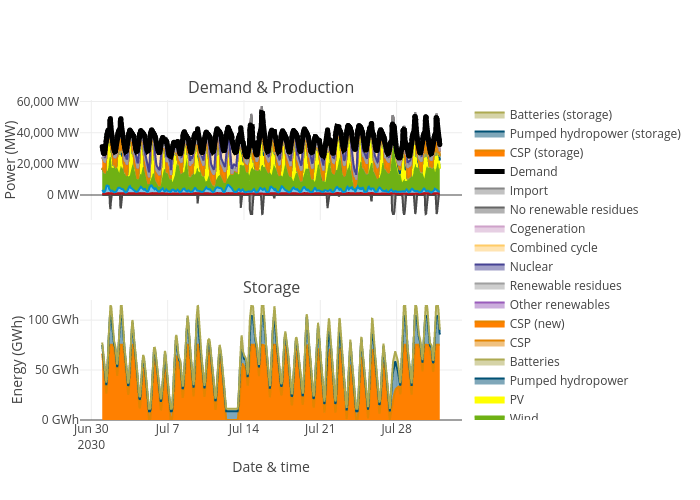 Demand & Production
60,000 MW
40,000 MW
20,000 MW
0 MW
Power (MW)
Storage
100 GWh
50 GWh
0 GWh
Energy (GWh)
Jun 30
2030
Jul 7
Jul 14
Jul 21
Jul 28
Date & time
Batteries (storage)
Pumped hydropower (storage)
CSP (storage)
Demand
Import
No renewable residues
Cogeneration
Combined cycle
Nuclear
Renewable residues
Other renewables
CSP (new)
CSP
Batteries
Pumped hydropower
PV
Wind